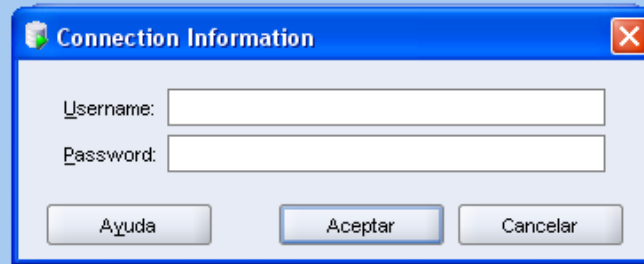 Connection Information
Username:
Password:
Ayuda Aceptar Cancelar